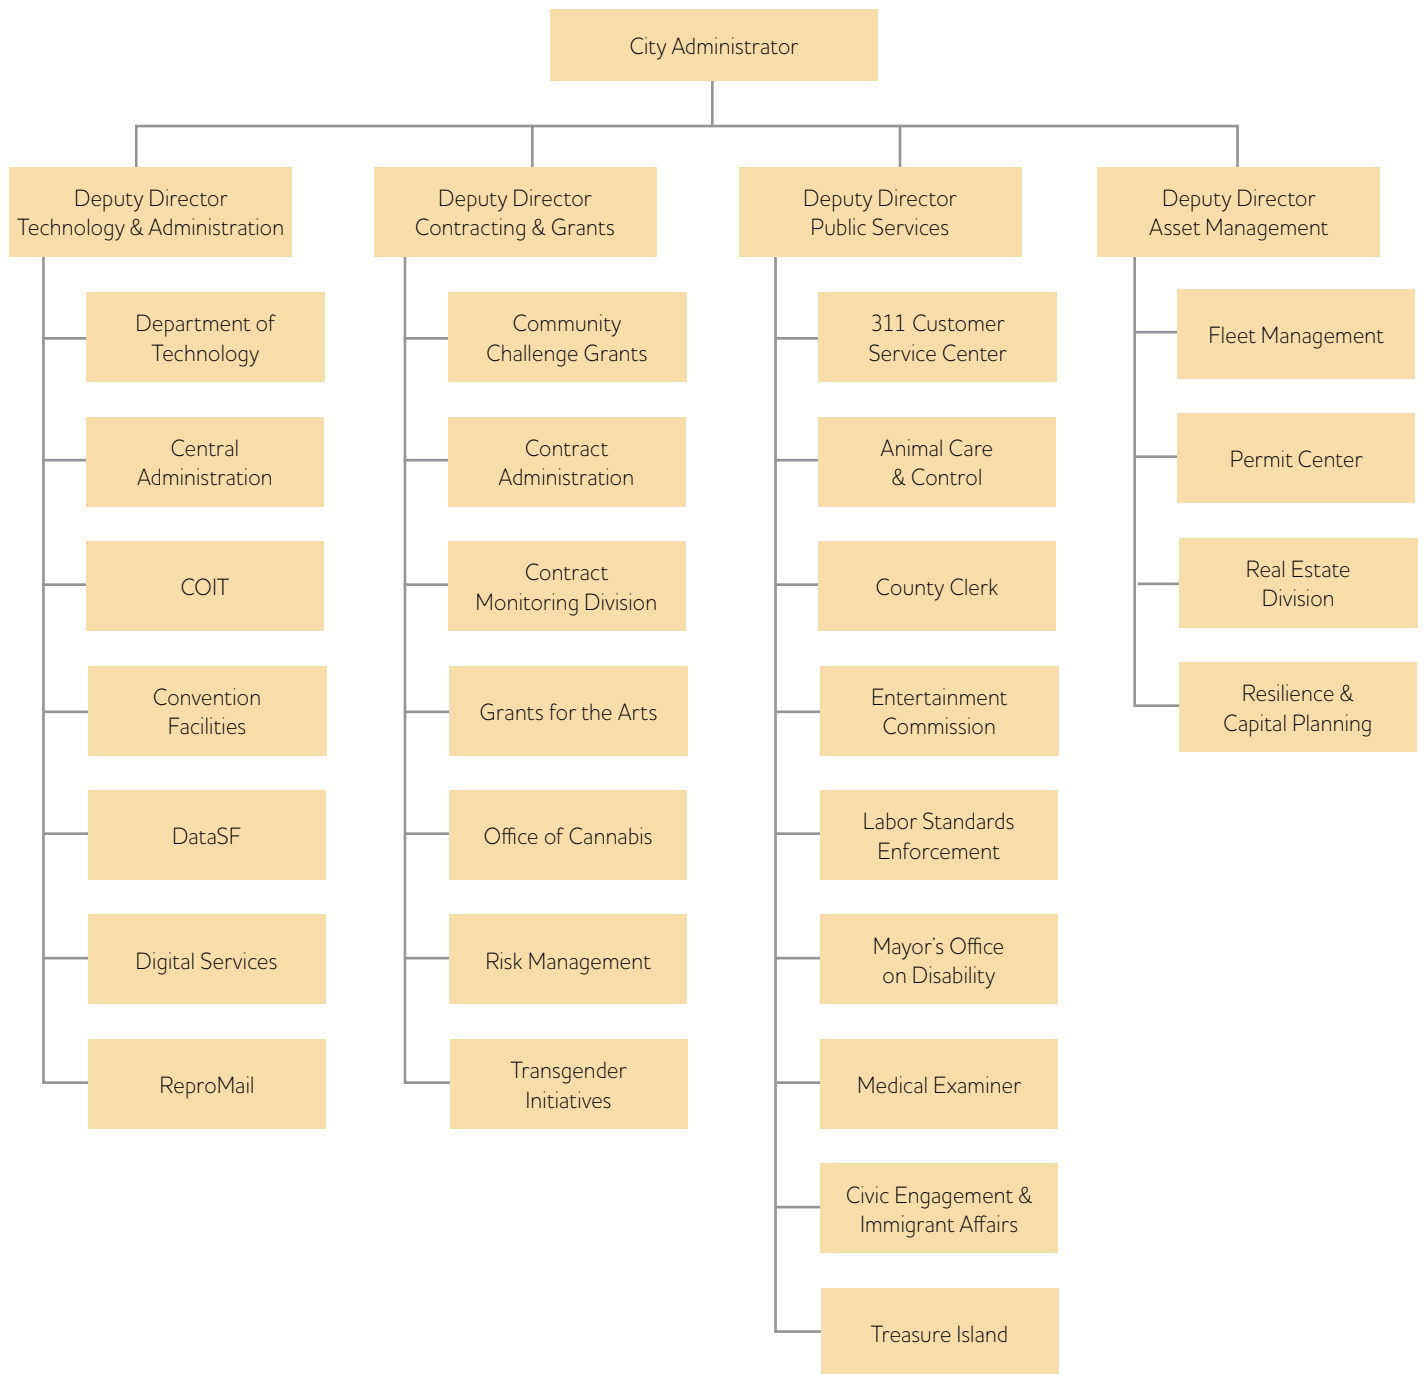 City Administrator
Deputy Director
Technology & Administration
Department of
Technology
Central
Administration
COIT
Convention
Facilities
DataSF
Digital Services
ReproMail
Deputy Director
Contracting & Grants
Community
Challenge Grants
Contract
Administration
Contract
Monitoring Division
Grants for the Arts
Office of Cannabis
Risk Management
Transgender
Initiatives
Deputy Director
Public Services
311 Customer
Service Center
Animal Care
& Control
County Clerk
Entertainment
Commission
Labor Standards
Enforcement
Mayor's Office
on Disability
Medical Examiner
Civic Engagement &
Immigrant Affairs
Treasure Island
Deputy Director
Asset Management
Fleet Management
Permit Center
Real Estate
Division
Resilience &
Capital Planning